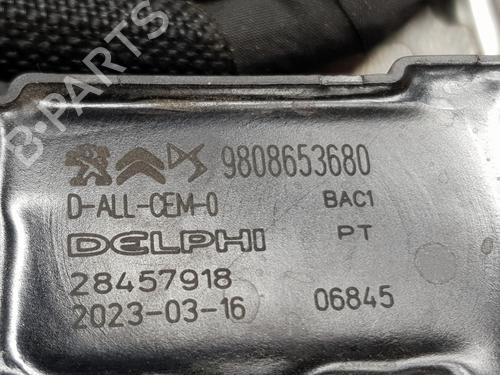 B-PARTS
9808653680
D-ALL-CEM-0 BAC1
DELPHI PT
28457918
2023-03-16 06845